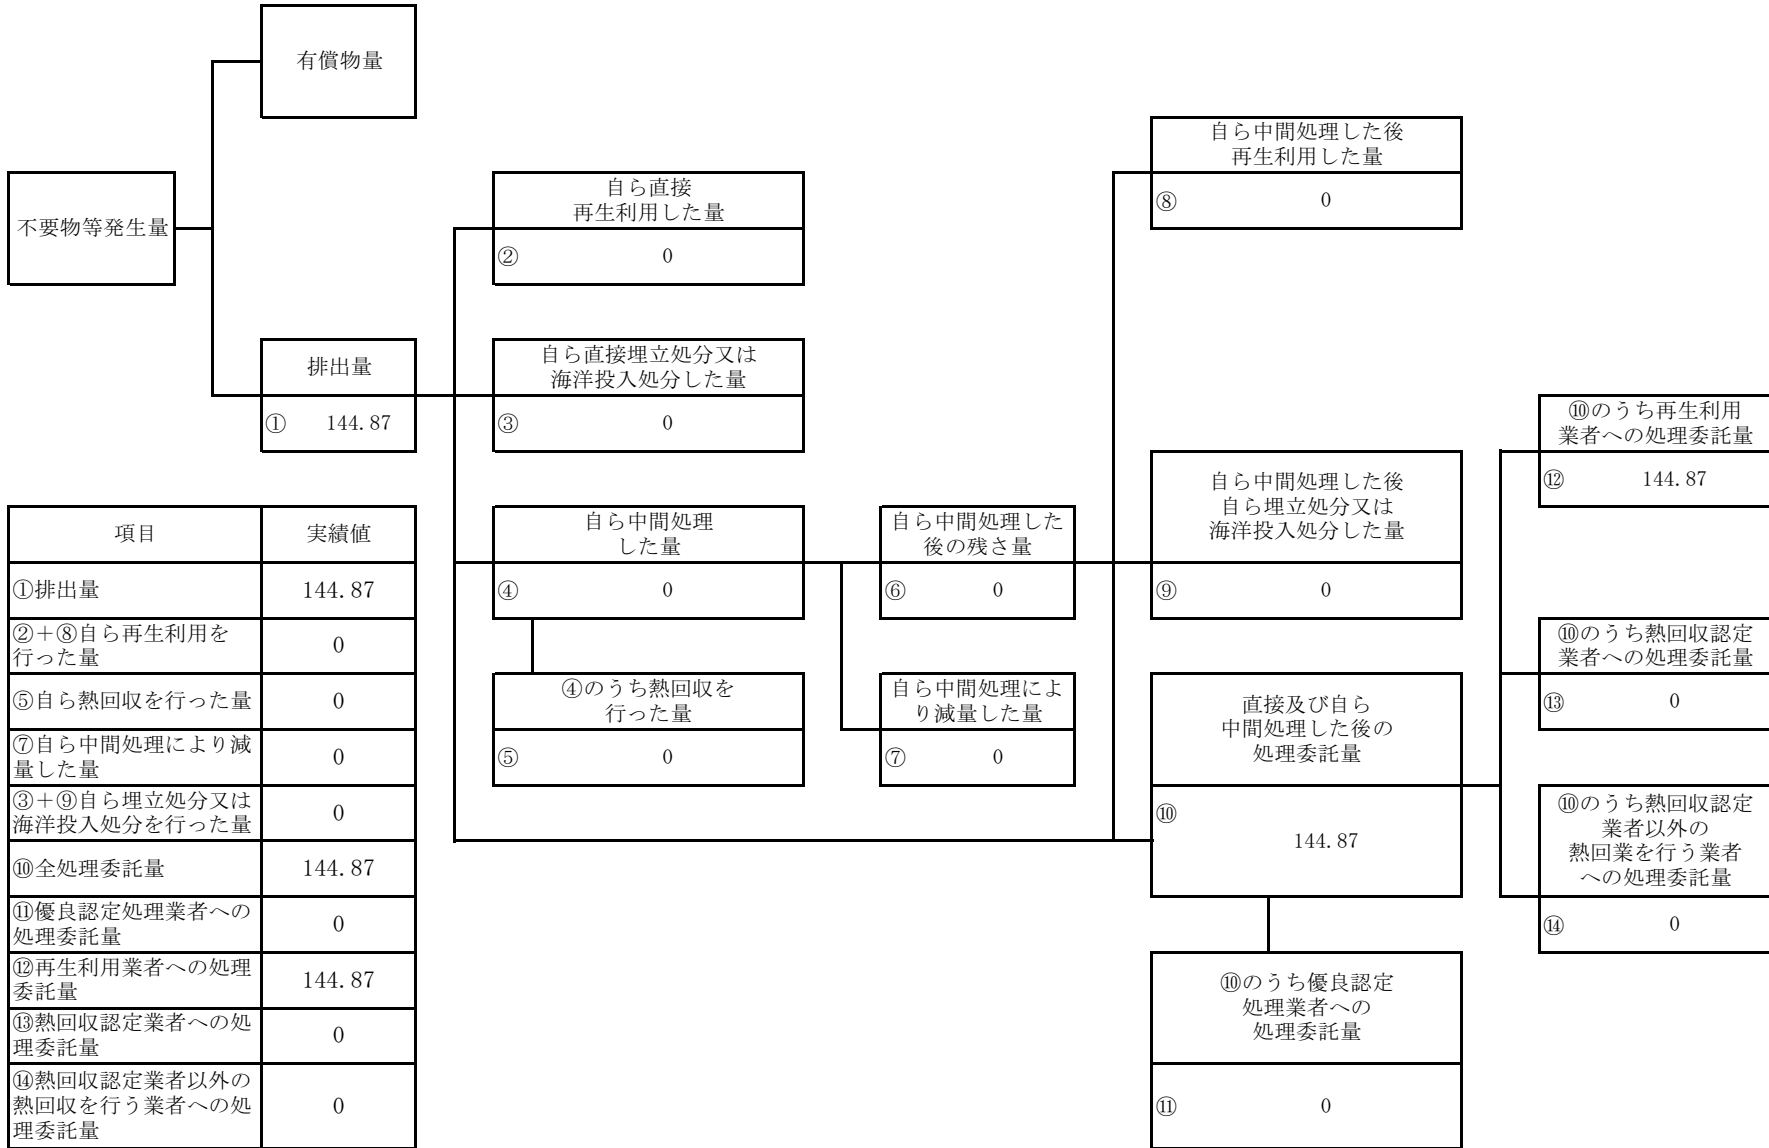 有償物量
不要物等発生量
排出量
① 144.87
自ら直接
再生利用した量
② 0
自ら直接埋立処分又は
海洋投入処分した量
③ 0
自ら中間処理
した量
④ 0
④のうち熱回収を
行った量
⑤ 0
自ら中間処理した
後の残さ量
⑥ 0
自ら中間処理によ
り減量した量
⑦ 0
自ら中間処理した後
再生利用した量
⑧ 0
自ら中間処理した後
自ら埋立処分又は
海洋投入処分した量
⑨ 0
直接及び自ら
中間処理した後の
処理委託量
⑩
144.87
⑩のうち優良認定
処理業者への
処理委託量
⑪ 0
⑩のうち再生利用
業者への処理委託量
⑫ 144.87
⑩のうち熱回収認定
業者への処理委託量
⑬ 0
⑩のうち熱回収認定
業者以外の
熱回業を行う業者
への処理委託量
⑭ 0
項目 実績値
①排出量 144.87
②＋⑧自ら再生利用を
行った量 0
⑤自ら熱回収を行った量 0
⑦自ら中間処理により減
量した量 0
③＋⑨自ら埋立処分又は
海洋投入処分を行った量 0
⑩全処理委託量 144.87
⑪優良認定処理業者への
処理委託量 0
⑫再生利用業者への処理
委託量 144.87
⑬熱回収認定業者への処
理委託量 0
⑭熱回収認定業者以外の
熱回収を行う業者への処
理委託量 0